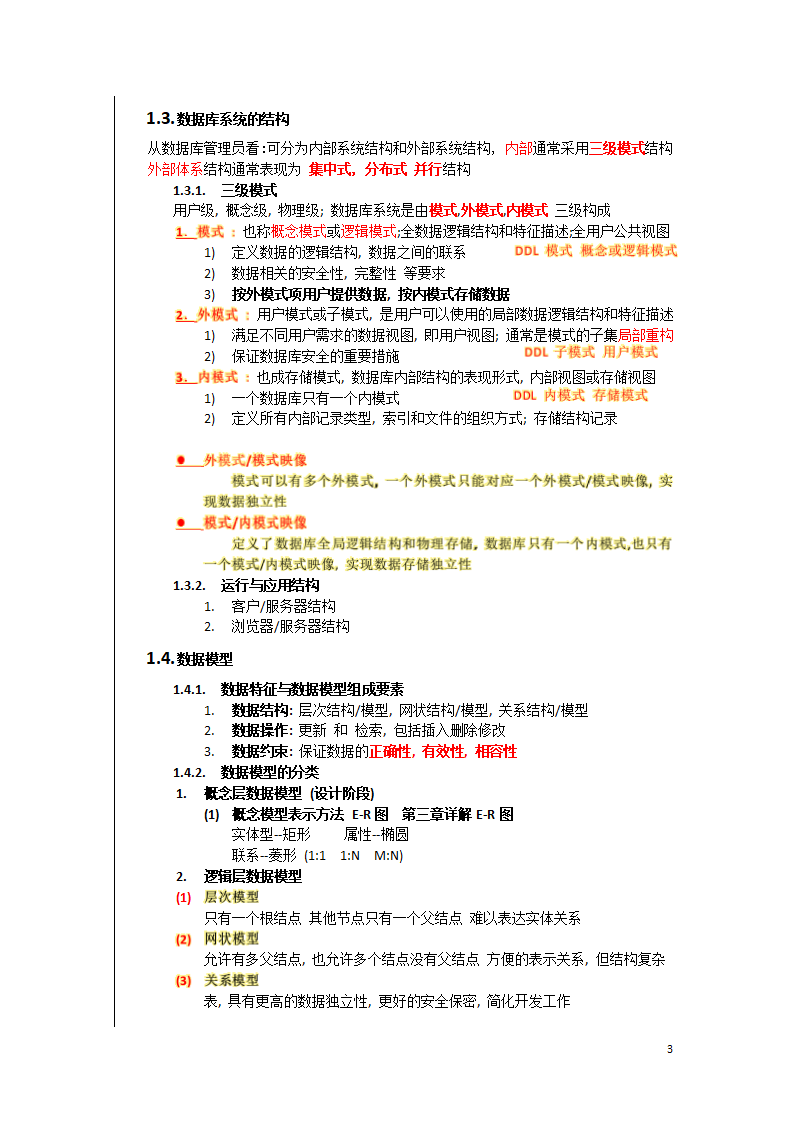 1.3.数据库系统的结构
从数据库管理员看:可分为内部系统结构和外部系统结构, 内部通常采用三级模式结构
外部体系结构通常表现为 集中式, 分布式 并行结构
1.3.1. 三级模式
用户级, 概念级, 物理级; 数据库系统是由模式,外模式,内模式 三级构成
1. 模式 : 也称概念模式或逻辑模式;全数据逻辑结构和特征描述;全用户公共视图
1) 定义数据的逻辑结构, 数据之间的联系 DDL 模式 概念或逻辑模式
2) 数据相关的安全性, 完整性 等要求
3) 按外模式项用户提供数据, 按内模式存储数据
2. 外模式 : 用户模式或子模式, 是用户可以使用的局部数据逻辑结构和特征描述
1) 满足不同用户需求的数据视图, 即用户视图; 通常是模式的子集局部重构
2) 保证数据库安全的重要措施 DDL 子模式 用户模式
3. 内模式 : 也成存储模式, 数据库内部结构的表现形式, 内部视图或存储视图
1) 一个数据库只有一个内模式 DDL 内模式 存储模式
2) 定义所有内部记录类型, 索引和文件的组织方式; 存储结构记录
● 外模式/模式映像
模式可以有多个外模式, 一个外模式只能对应一个外模式/模式映像, 实
现数据独立性
● 模式/内模式映像
定义了数据库全局逻辑结构和物理存储, 数据库只有一个内模式,也只有
一个模式/内模式映像, 实现数据存储独立性
1.3.2. 运行与应用结构
1. 客户/服务器结构
2. 浏览器/服务器结构
1.4.数据模型
1.4.1. 数据特征与数据模型组成要素
1. 数据结构: 层次结构/模型, 网状结构/模型, 关系结构/模型
2. 数据操作: 更新 和 检索, 包括插入删除修改
3. 数据约束: 保证数据的正确性, 有效性, 相容性
1.4.2. 数据模型的分类
1. 概念层数据模型 (设计阶段)
(1) 概念模型表示方法 E-R 图 第三章详解 E-R 图
实体型--矩形 属性--椭圆
联系--菱形 (1:1 1:N M:N)
2. 逻辑层数据模型
(1) 层次模型
只有一个根结点 其他节点只有一个父结点 难以表达实体关系
(2) 网状模型
允许有多父结点, 也允许多个结点没有父结点 方便的表示关系, 但结构复杂
(3) 关系模型
表, 具有更高的数据独立性, 更好的安全保密, 简化开发工作
3